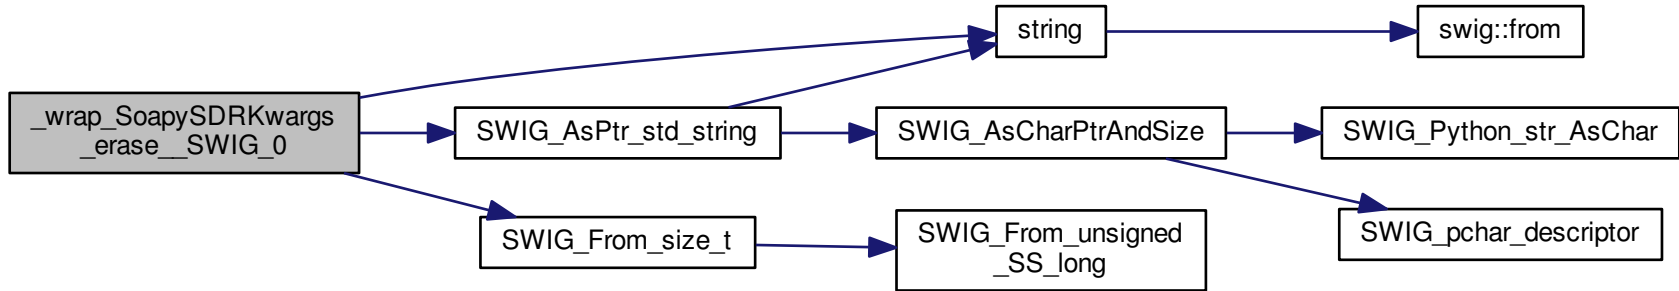 _wrap_SoapySDRKwargs
_erase__SWIG_0
string
swig::from
SWIG_AsPtr_std_string
SWIG_AsCharPtrAndSize
SWIG_Python_str_AsChar
SWIG_pchar_descriptor
SWIG_From_size_t
SWIG_From_unsigned
_SS_long